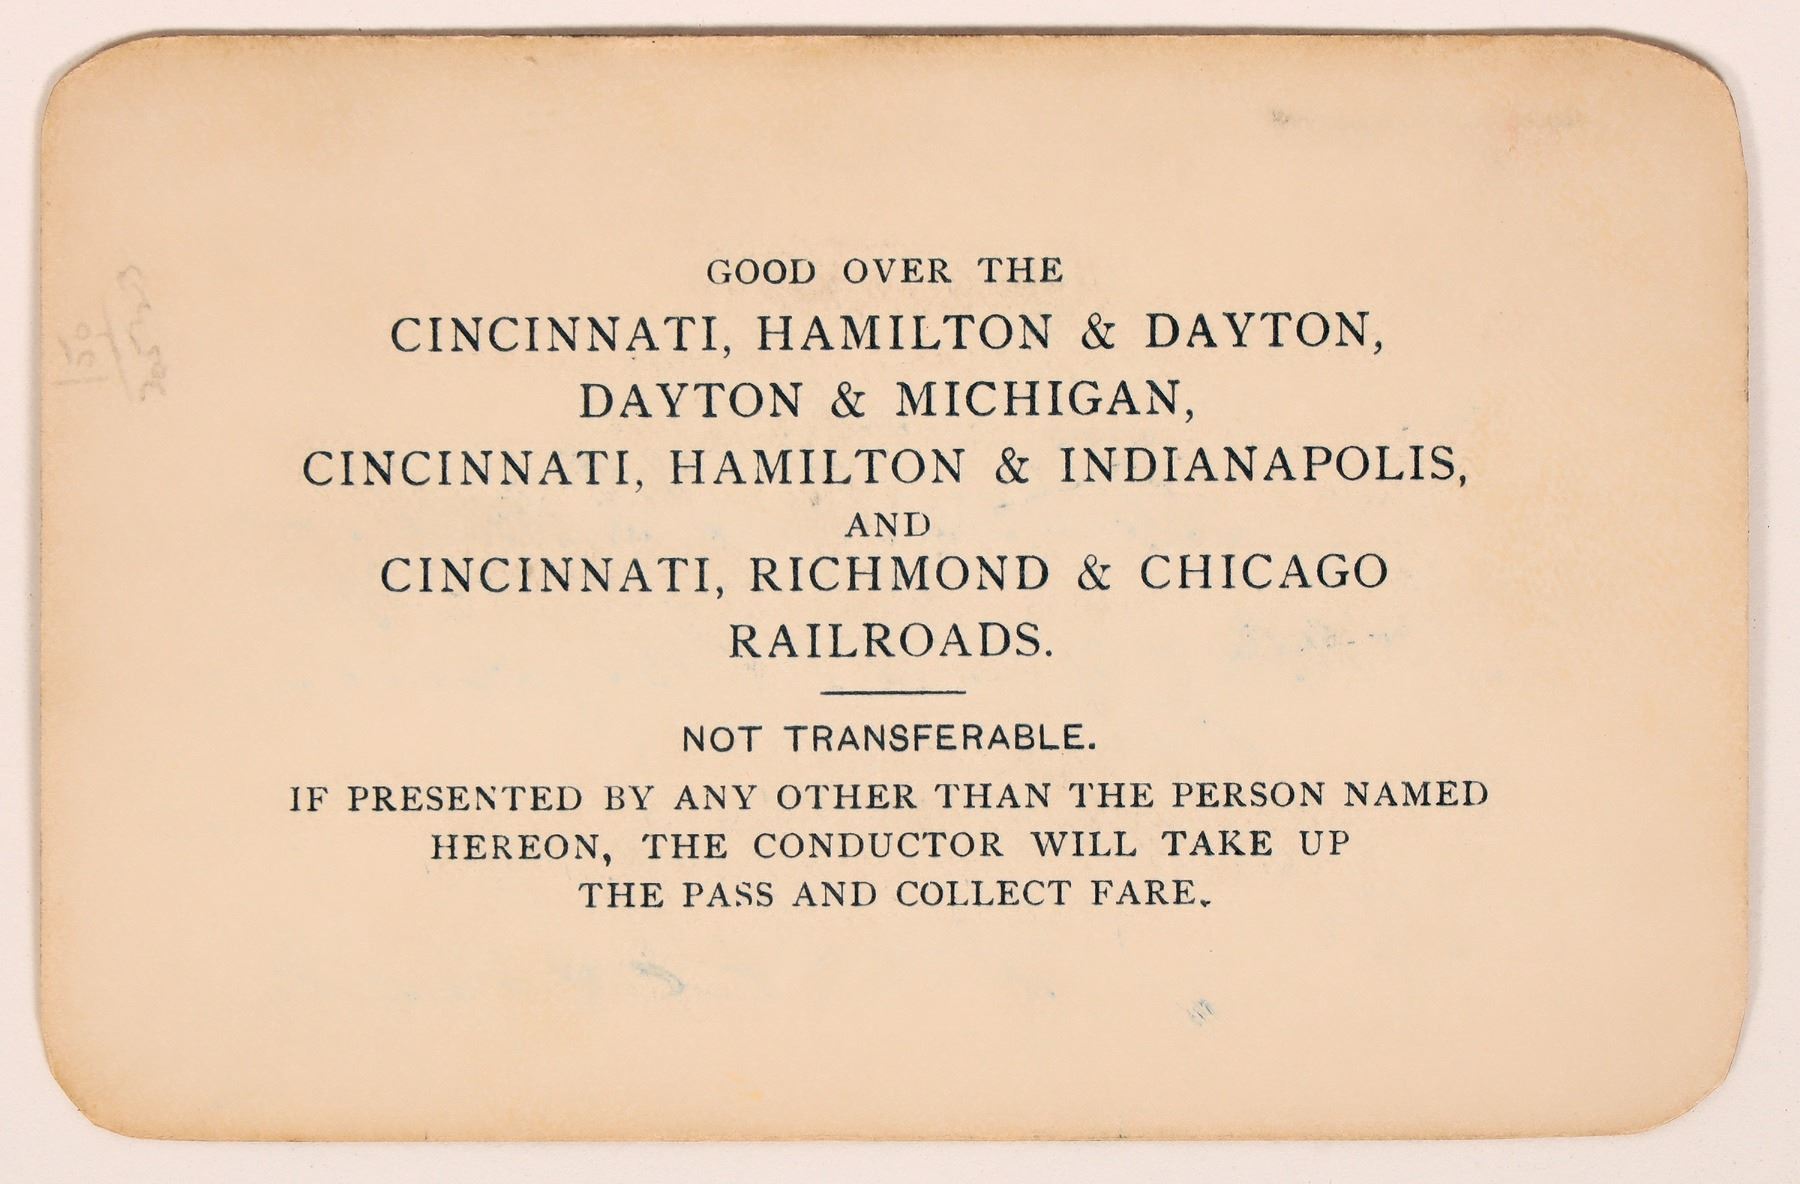 GOOD OVER THE
CINCINNATI, HAMILTON & DAYTON,
DAYTON & MICHIGAN,
CINCINNATI, HAMILTON & INDIANAPOLIS,
AND
CINCINNATI, RICHMOND & CHICAGO
RAILROADS.
NOT TRANSFERABLE.
IF PRESENTED BY ANY OTHER THAN THE PERSON NAMED
HEREON, THE CONDUCTOR WILL TAKE UP
THE PASS AND COLLECT FARE.